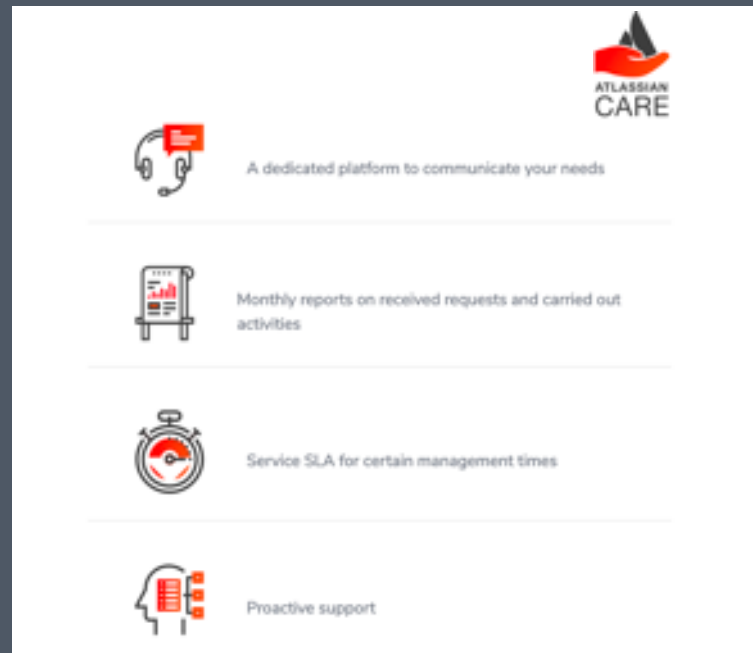 ATLASSIAN
CARE
A dedicated platform to communicate your needs
Monthly reports on received requests and carried out
activities
Service SLA for certain management times
Proactive support